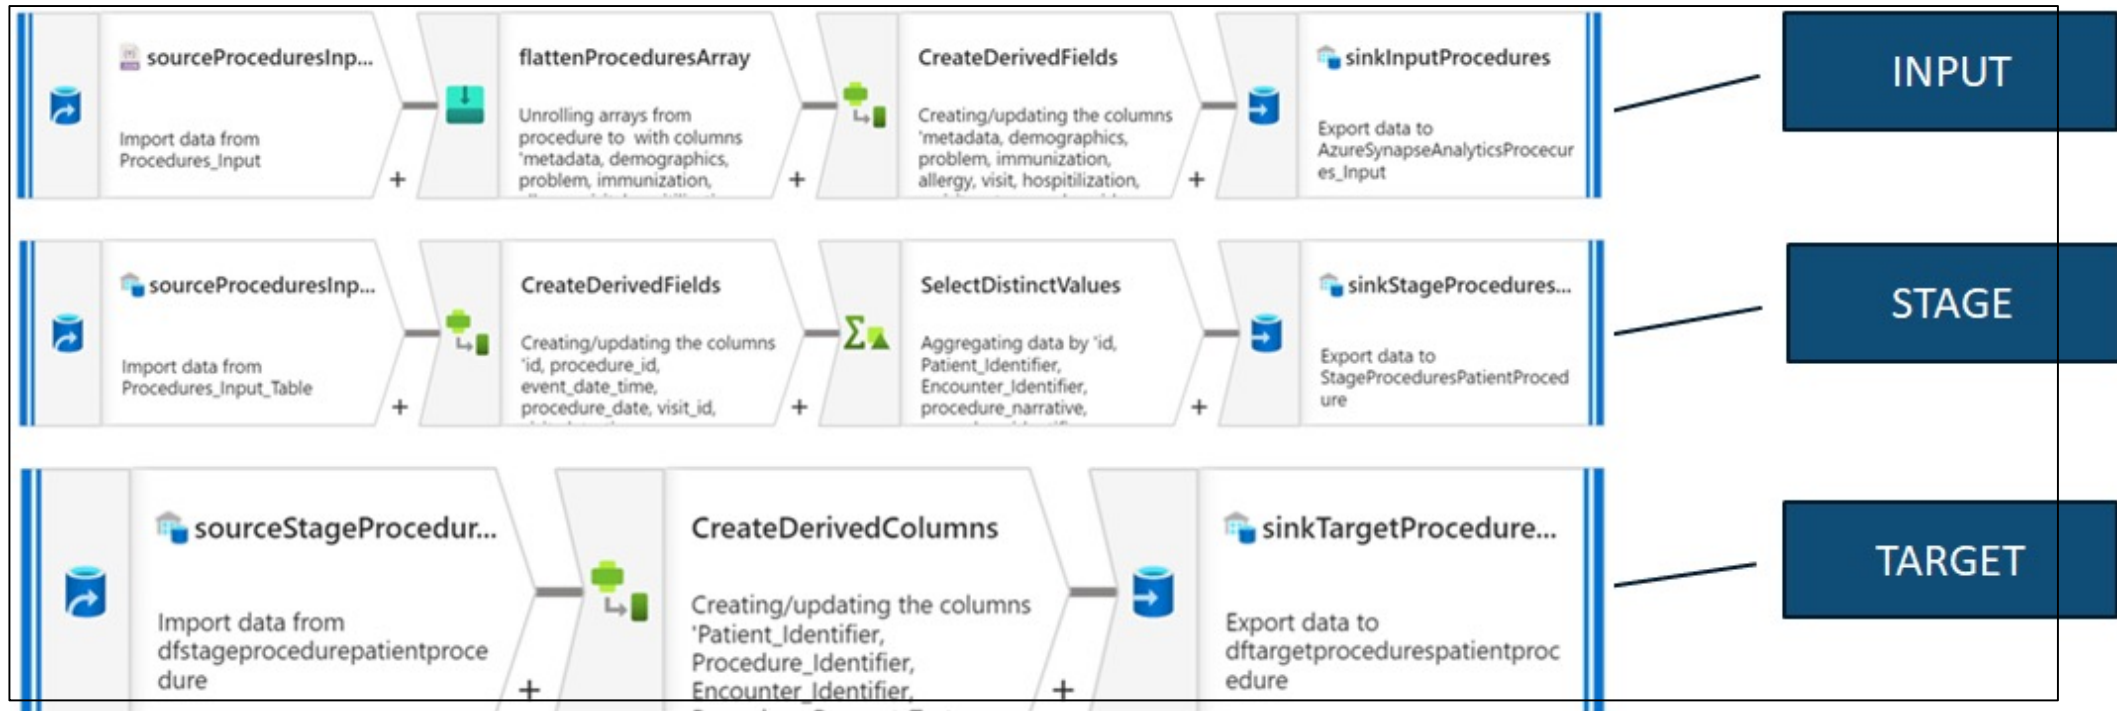 sourceProceduresInp...
Import data from
Procedures_Input
+
flattenProceduresArray
Unrolling arrays from
procedure to  with columns
'metadata, demographics,
problem, immunization,
+
CreateDerivedFields
Creating/updating the columns
'metadata, demographics,
problem, immunization,
allergy, visit, hospitilization,
+
sinkInputProcedures
Export data to
AzureSynapseAnalyticsProcecur
es_Input
INPUT
sourceProceduresInp...
Import data from
Procedures_Input_Table
+
CreateDerivedFields
Creating/updating the columns
'id, procedure_id,
event_date_time,
procedure_date, visit_id,
+
SelectDistinctValues
Aggregating data by 'id,
Patient_Identifier,
Encounter_Identifier,
procedure_narrative,
+
sinkStageProcedures...
Export data to
StageProceduresPatientProced
ure
STAGE
sourceStageProcedur...
Import data from
dfstageprocedurepatientproce
dure
+
CreateDerivedColumns
Creating/updating the columns
'Patient_Identifier,
Procedure_Identifier,
Encounter_Identifier,
+
sinkTargetProcedure...
Export data to
dftargetprocedurespatientproc
edure
TARGET